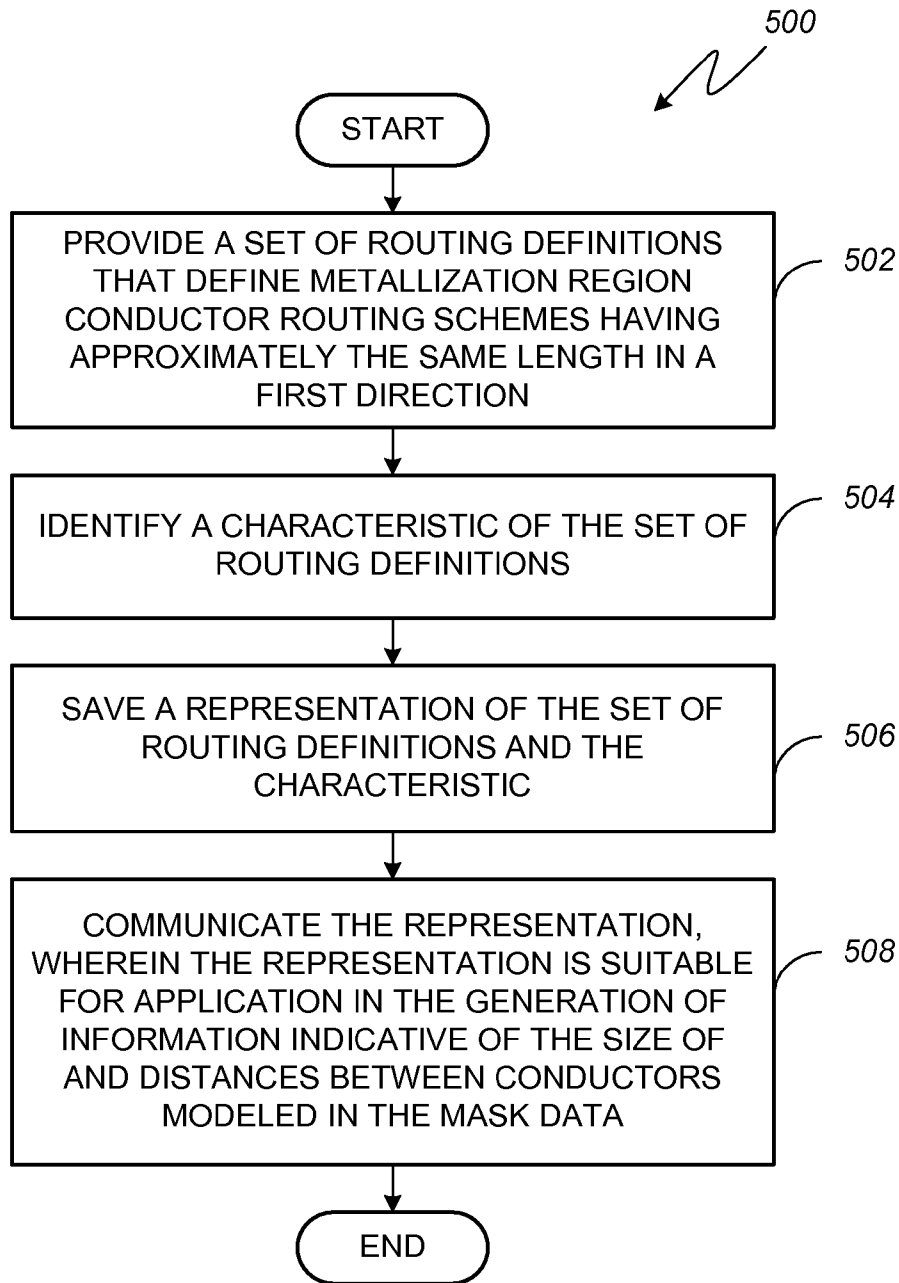 500
START
PROVIDE A SET OF ROUTING DEFINITIONS
THAT DEFINE METALLIZATION REGION
CONDUCTOR ROUTING SCHEMES HAVING
APPROXIMATELY THE SAME LENGTH IN A
FIRST DIRECTION
502
IDENTIFY A CHARACTERISTIC OF THE SET OF
ROUTING DEFINITIONS
504
SAVE A REPRESENTATION OF THE SET OF
ROUTING DEFINITIONS AND THE
CHARACTERISTIC
506
COMMUNICATE THE REPRESENTATION,
WHEREIN THE REPRESENTATION IS SUITABLE
FOR APPLICATION IN THE GENERATION OF
INFORMATION INDICATIVE OF THE SIZE OF
AND DISTANCES BETWEEN CONDUCTORS
MODELED IN THE MASK DATA
508
END